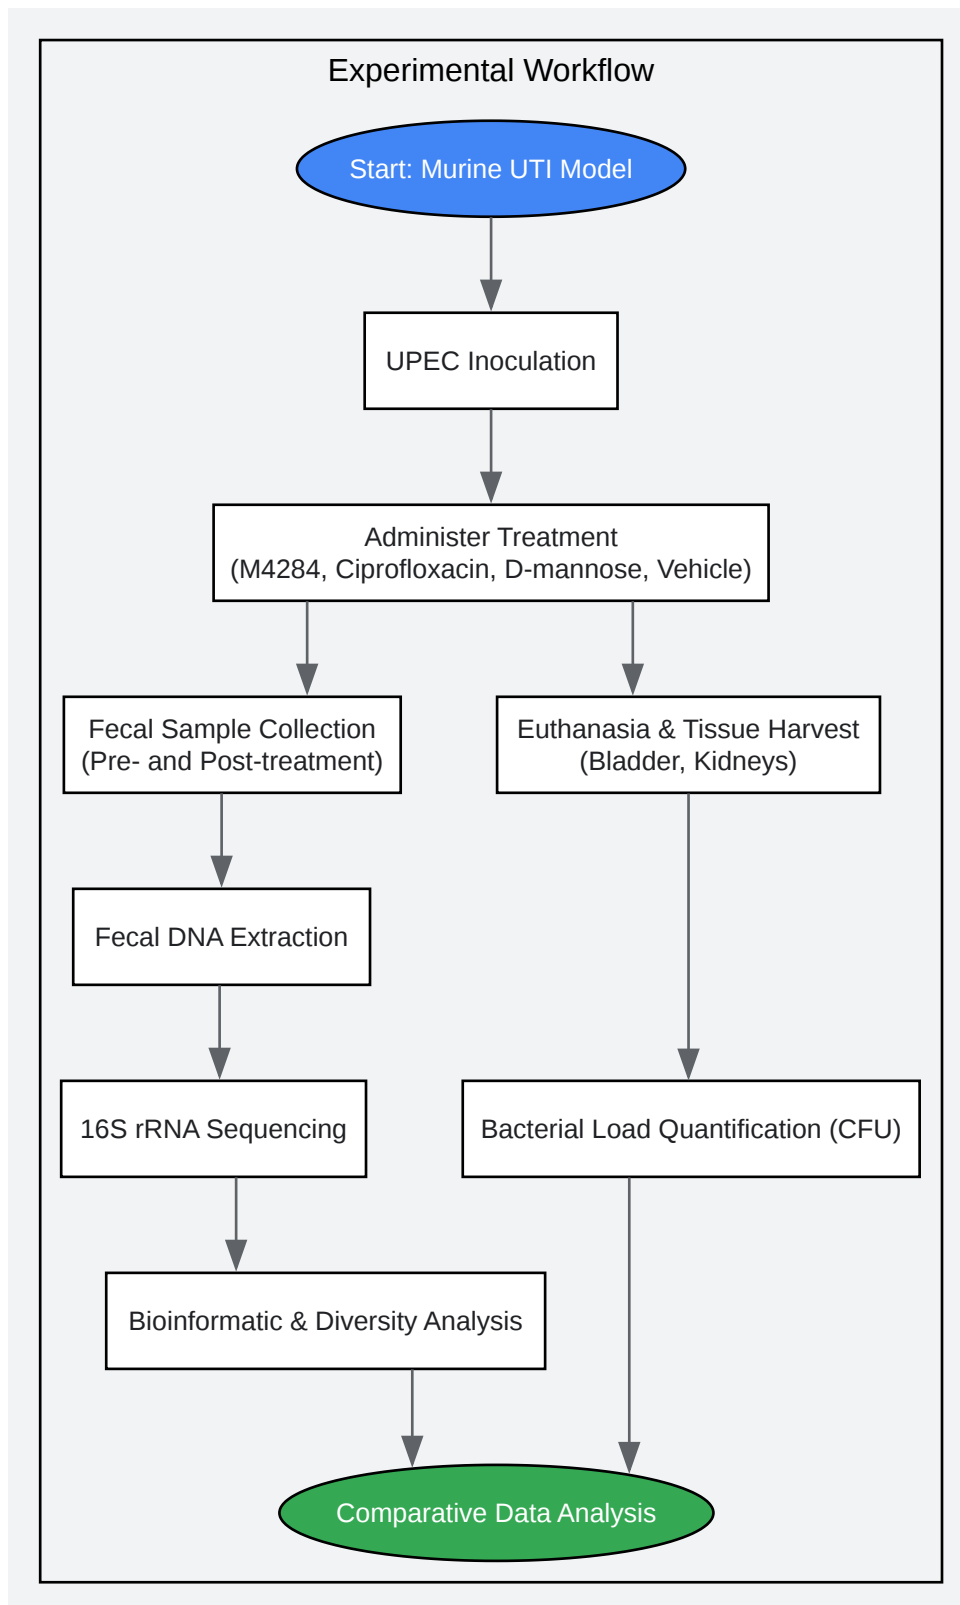 Experimental Workflow
Start: Murine UTI Model
UPEC Inoculation
Administer Treatment
(M4284, Ciprofloxacin, D-mannose, Vehicle)
Fecal Sample Collection
(Pre- and Post-treatment)
Euthanasia & Tissue Harvest
(Bladder, Kidneys)
Fecal DNA Extraction
16S rRNA Sequencing
Bacterial Load Quantification (CFU)
Bioinformatic & Diversity Analysis
Comparative Data Analysis